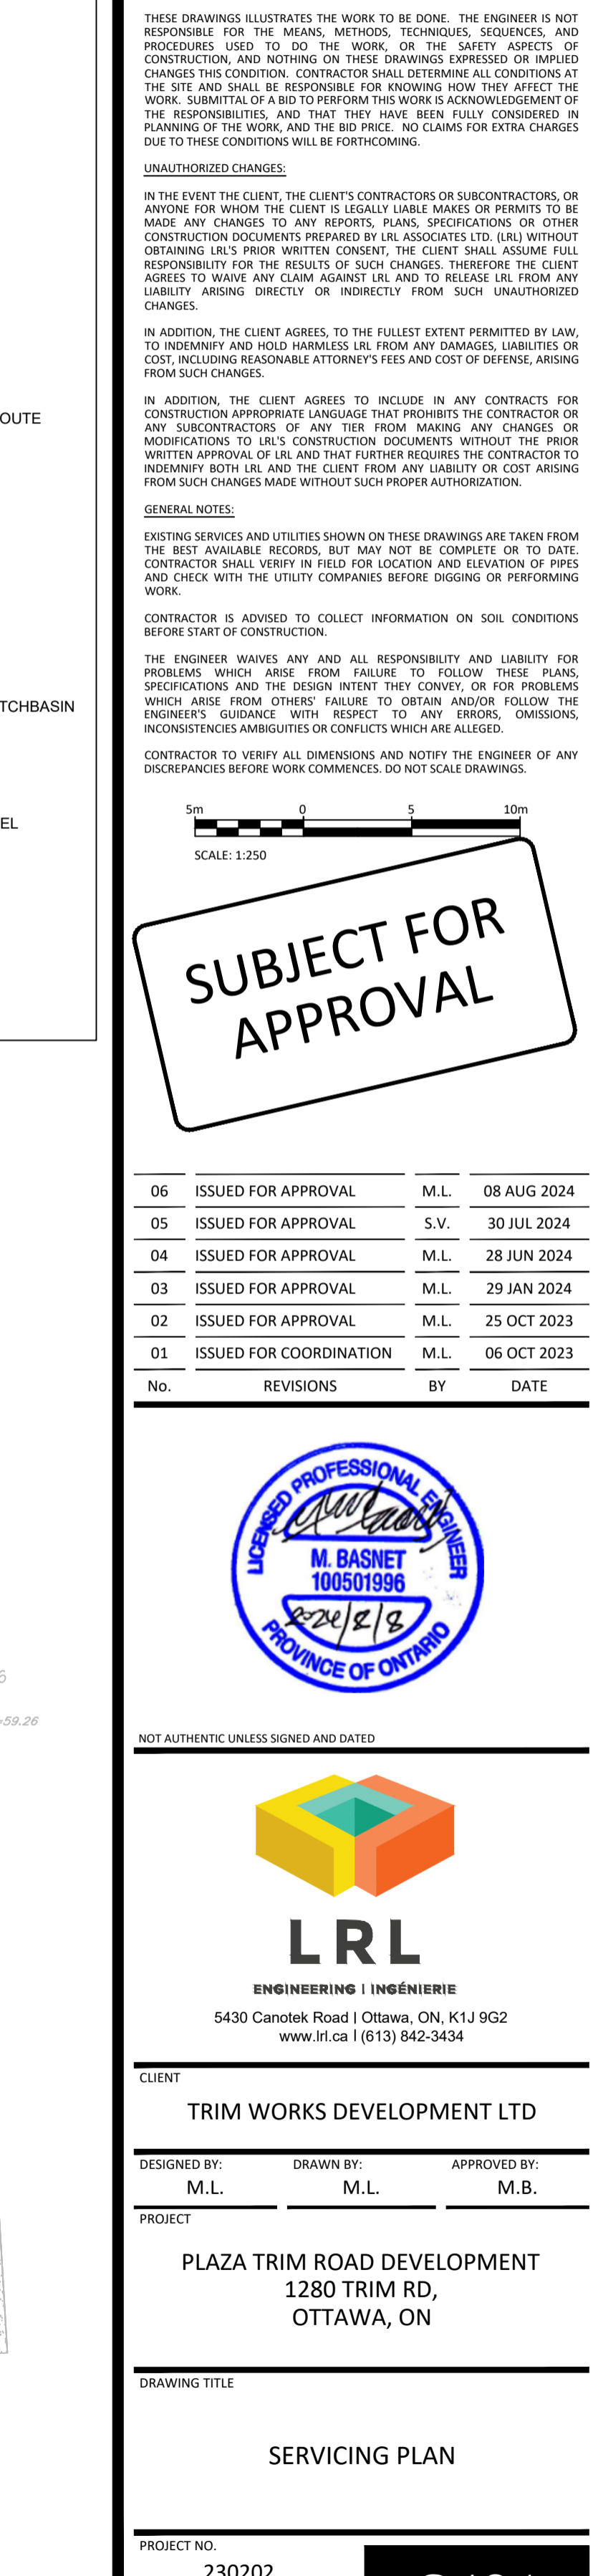 THESE DRAWINGS ILLUSTRATES THE WORK TO BE DONE. THE ENGINEER IS NOT
RESPONSIBLE FOR THE MEANS, METHODS, TECHNIQUES, SEQUENCES, AND
PROCEDURES USED TO DO THE WORK, OR THE SAFETY ASPECTS OF
CONSTRUCTION, AND NOTHING ON THESE DRAWINGS EXPRESSED OR IMPLIED
CHANGES THIS CONDITION. CONTRACTOR SHALL DETERMINE ALL CONDITIONS AT
THE SITE AND SHALL BE RESPONSIBLE FOR KNOWING HOW THEY AFFECT THE
WORK. SUBMITTAL OF A BID TO PERFORM THIS WORK IS ACKNOWLEDGEMENT OF
THE RESPONSIBILITIES, AND THAT THEY HAVE BEEN FULLY CONSIDERED IN
PLANNING OF THE WORK, AND THE BID PRICE. NO CLAIMS FOR EXTRA CHARGES
DUE TO THESE CONDITIONS WILL BE FORTHCOMING.
UNAUTHORIZED CHANGES:
IN THE EVENT THE CLIENT, THE CLIENT'S CONTRACTORS OR SUBCONTRACTORS, OR
ANYONE FOR WHOM THE CLIENT IS LEGALLY LIABLE MAKES OR PERMITS TO BE
MADE ANY CHANGES TO ANY REPORTS, PLANS, SPECIFICATIONS OR OTHER
CONSTRUCTION DOCUMENTS PREPARED BY LRL ASSOCIATES LTD. (LRL) WITHOUT
OBTAINING LRL'S PRIOR WRITTEN CONSENT, THE CLIENT SHALL ASSUME FULL
RESPONSIBILITY FOR THE RESULTS OF SUCH CHANGES. THEREFORE THE CLIENT
AGREES TO WAIVE ANY CLAIM AGAINST LRL AND TO RELEASE LRL FROM ANY
LIABILITY ARISING DIRECTLY OR INDIRECTLY FROM SUCH UNAUTHORIZED
CHANGES.
IN ADDITION, THE CLIENT AGREES, TO THE FULLEST EXTENT PERMITTED BY LAW,
TO INDEMNIFY AND HOLD HARMLESS LRL FROM ANY DAMAGES, LIABILITIES OR
COST, INCLUDING REASONABLE ATTORNEY'S FEES AND COST OF DEFENSE, ARISING
FROM SUCH CHANGES.
IN ADDITION, THE CLIENT AGREES TO INCLUDE IN ANY CONTRACTS FOR
CONSTRUCTION APPROPRIATE LANGUAGE THAT PROHIBITS THE CONTRACTOR OR
ANY SUBCONTRACTORS OF ANY TIER FROM MAKING ANY CHANGES OR
MODIFICATIONS TO LRL'S CONSTRUCTION DOCUMENTS WITHOUT THE PRIOR
WRITTEN APPROVAL OF LRL AND THAT FURTHER REQUIRES THE CONTRACTOR TO
INDEMNIFY BOTH LRL AND THE CLIENT FROM ANY LIABILITY OR COST ARISING
FROM SUCH CHANGES MADE WITHOUT SUCH PROPER AUTHORIZATION.
GENERAL NOTES:
EXISTING SERVICES AND UTILITIES SHOWN ON THESE DRAWINGS ARE TAKEN FROM
THE BEST AVAILABLE RECORDS, BUT MAY NOT BE COMPLETE OR TO DATE.
CONTRACTOR SHALL VERIFY IN FIELD FOR LOCATION AND ELEVATION OF PIPES
AND CHECK WITH THE UTILITY COMPANIES BEFORE DIGGING OR PERFORMING
WORK.
CONTRACTOR IS ADVISED TO COLLECT INFORMATION ON SOIL CONDITIONS
BEFORE START OF CONSTRUCTION.
THE ENGINEER WAIVES ANY AND ALL RESPONSIBILITY AND LIABILITY FOR
PROBLEMS WHICH ARISE FROM FAILURE TO FOLLOW THESE PLANS,
SPECIFICATIONS AND THE DESIGN INTENT THEY CONVEY, OR FOR PROBLEMS
WHICH ARISE FROM OTHERS' FAILURE TO OBTAIN AND/OR FOLLOW THE
ENGINEER'S GUIDANCE WITH RESPECT TO ANY ERRORS, OMISSIONS,
INCONSISTENCIES AMBIGUITIES OR CONFLICTS WHICH ARE ALLEGED.
CONTRACTOR TO VERIFY ALL DIMENSIONS AND NOTIFY THE ENGINEER OF ANY
DISCREPANCIES BEFORE WORK COMMENCES. DO NOT SCALE DRAWINGS.
OUTE
TCHBASIN
EL
5m 0 5 10m
SCALE: 1:250
SUBJECT FOR
APPROVAL
06 ISSUED FOR APPROVAL M.L. 08 AUG 2024
05 ISSUED FOR APPROVAL S.V. 30 JUL 2024
04 ISSUED FOR APPROVAL M.L. 28 JUN 2024
03 ISSUED FOR APPROVAL M.L. 29 JAN 2024
02 ISSUED FOR APPROVAL M.L. 25 OCT 2023
01 ISSUED FOR COORDINATION M.L. 06 OCT 2023
No. REVISIONS BY DATE
LICENSED PROFESSIONAL ENGINEER
M. BASNET
100501996
2024/8/8
PROVINCE OF ONTARIO
6
59.26
NOT AUTHENTIC UNLESS SIGNED AND DATED
LRL
ENGINEERING | INGÉNIERIE
5430 Canotek Road | Ottawa, ON, K1J 9G2
www.lrl.ca | (613) 842-3434
CLIENT
TRIM WORKS DEVELOPMENT LTD
DESIGNED BY: DRAWN BY: APPROVED BY:
M.L. M.L. M.B.
PROJECT
PLAZA TRIM ROAD DEVELOPMENT
1280 TRIM RD,
OTTAWA, ON
DRAWING TITLE
SERVICING PLAN
PROJECT NO.
230202